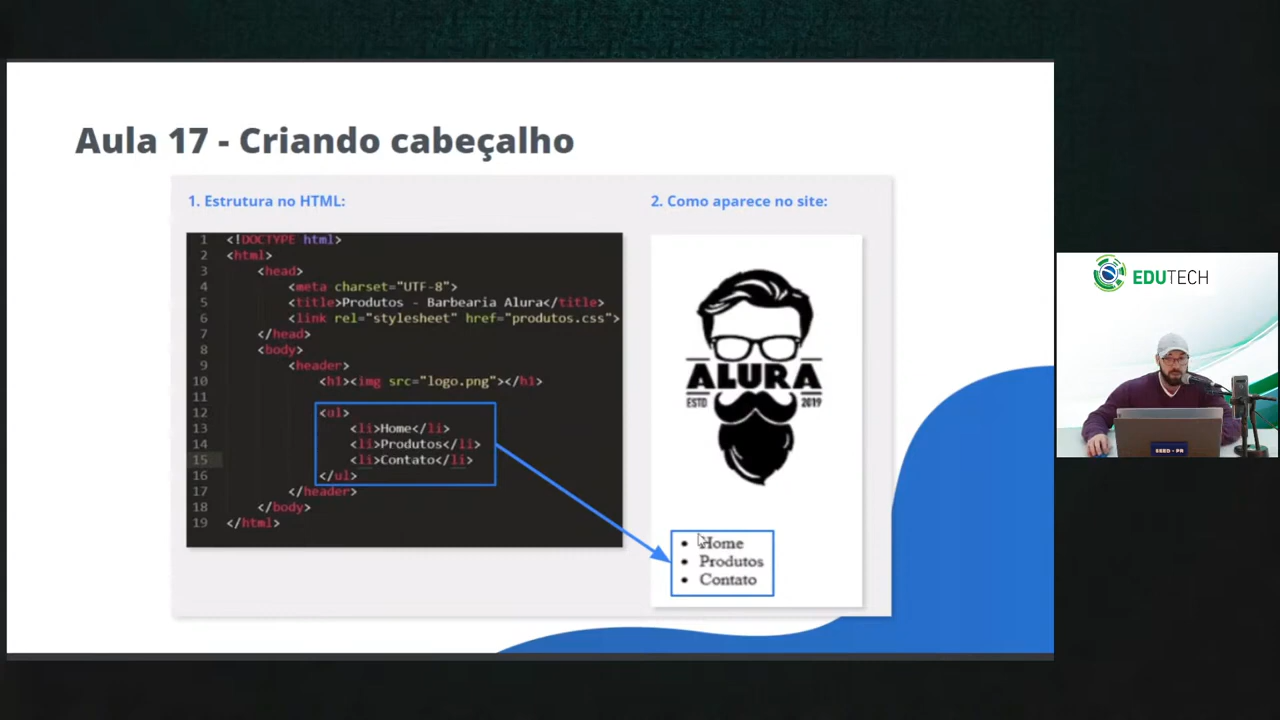 Aula 17 - Criando cabeçalho
1. Estrutura no HTML:
1 <!DOCTYPE html>
2 <html>
3 <head>
4 <meta charset="UTF-8">
5 <title>Produtos - Barbearia Alura</title>
6 <link rel="stylesheet" href="produtos.css">
7 </head>
8 <body>
9 <header>
10 <h1><img src="logo.png"></h1>
11
12 <ul>
13 <li>Home</li>
14 <li>Produtos</li>
15 <li>Contato</li>
16 </ul>
17 </header>
18 </body>
19 </html>
2. Como aparece no site:
ALURA
ESTD 2019
• Home
• Produtos
• Contato
EDUTECH
SEED - PR